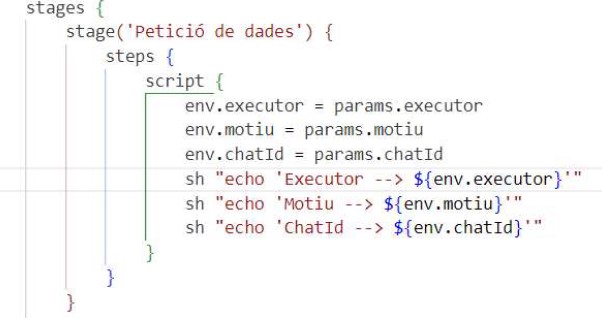 stages {
stage('Petició de dades') {
steps {
script {
env.executor = params.executor
env.motiu = params.motiu
env.chatId = params.chatId
sh "echo 'Executor --> ${env.executor}'"
sh "echo 'Motiu --> ${env.motiu}'"
sh "echo 'ChatId --> ${env.chatId}'"
}
}
}